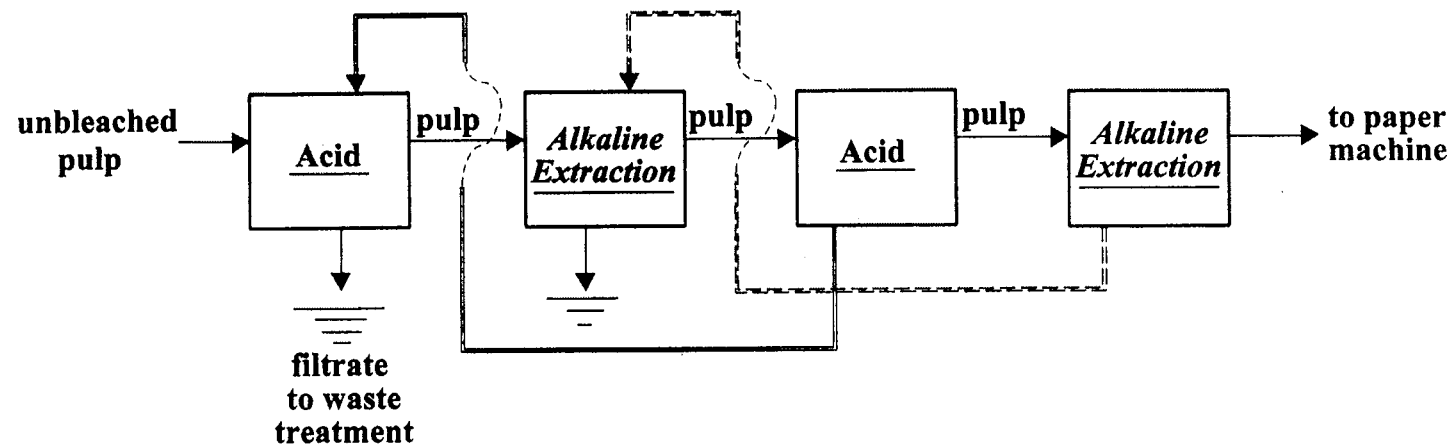 unbleached
pulp
Acid
pulp
Alkaline
Extraction
pulp
Acid
pulp
Alkaline
Extraction
to paper
machine
filtrate
to waste
treatment